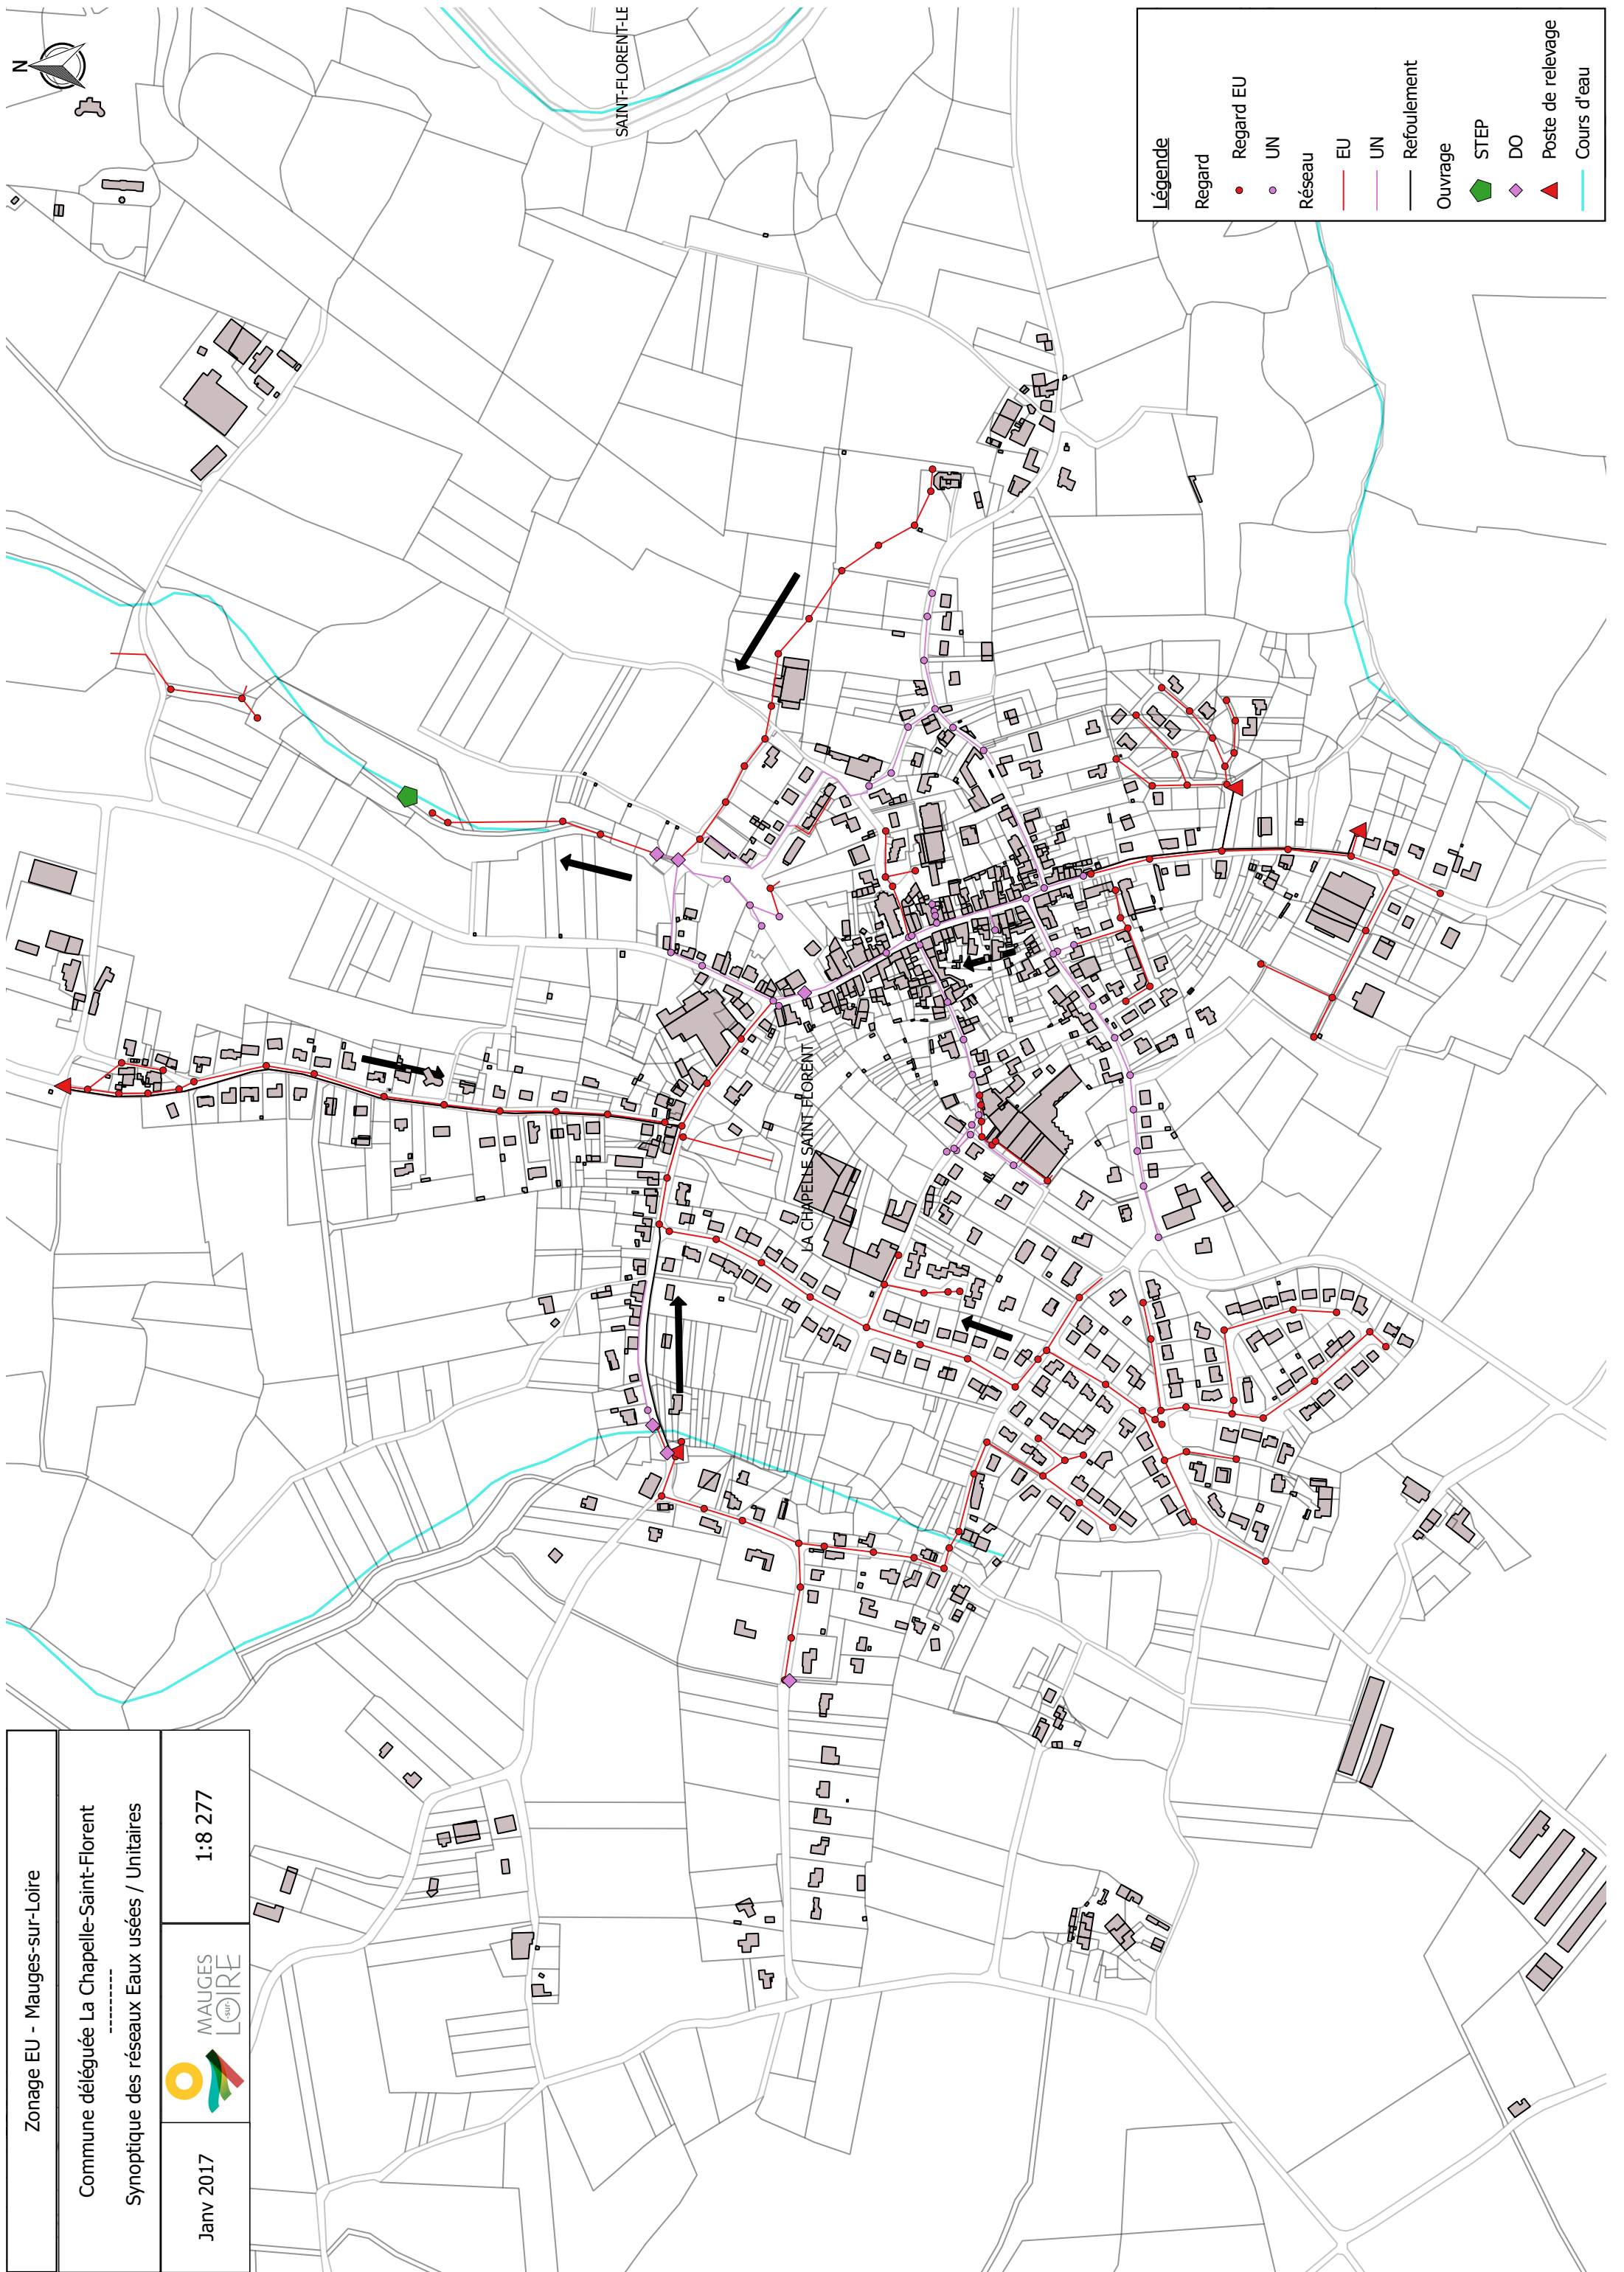 Zonage EU - Mauges-sur-Loire
Commune déléguée La Chapelle-Saint-Florent
--------
Synoptique des réseaux Eaux usées / Unitaires
Janv 2017
MAUGES
-sur-
LOIRE
1:8 277
N
SAINT-FLORENT-LE
LA CHAPELLE SAINT FLORENT
Légende
Regard
Regard EU
UN
Réseau
EU
UN
Refoulement
Ouvrage
STEP
DO
Poste de relevage
Cours d'eau